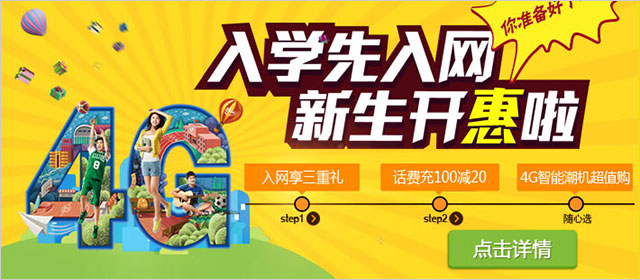 你准备好了
入学先入网
新生开惠啦
4G
8
入网享三重礼
话费充100减20
4G智能潮机超值购
step1
step2
随心选
点击详情